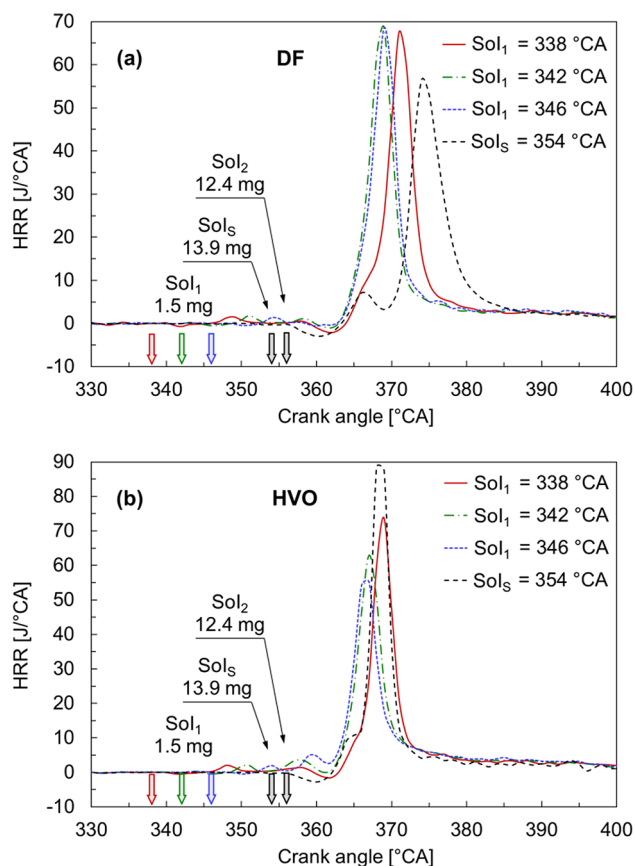 70
60
50
40
30
20
10
0
-10
HRR [J/°CA]
(a)
DF
SoI₁ = 338 °CA
SoI₁ = 342 °CA
SoI₁ = 346 °CA
SoIₛ = 354 °CA
SoI₂
12.4 mg
SoIₛ
13.9 mg
SoI₁
1.5 mg
330 340 350 360 370 380 390 400
Crank angle [°CA]
90
80
70
60
50
40
30
20
10
0
-10
HRR [J/°CA]
(b)
HVO
SoI₁ = 338 °CA
SoI₁ = 342 °CA
SoI₁ = 346 °CA
SoIₛ = 354 °CA
SoI₂
12.4 mg
SoIₛ
13.9 mg
SoI₁
1.5 mg
330 340 350 360 370 380 390 400
Crank angle [°CA]